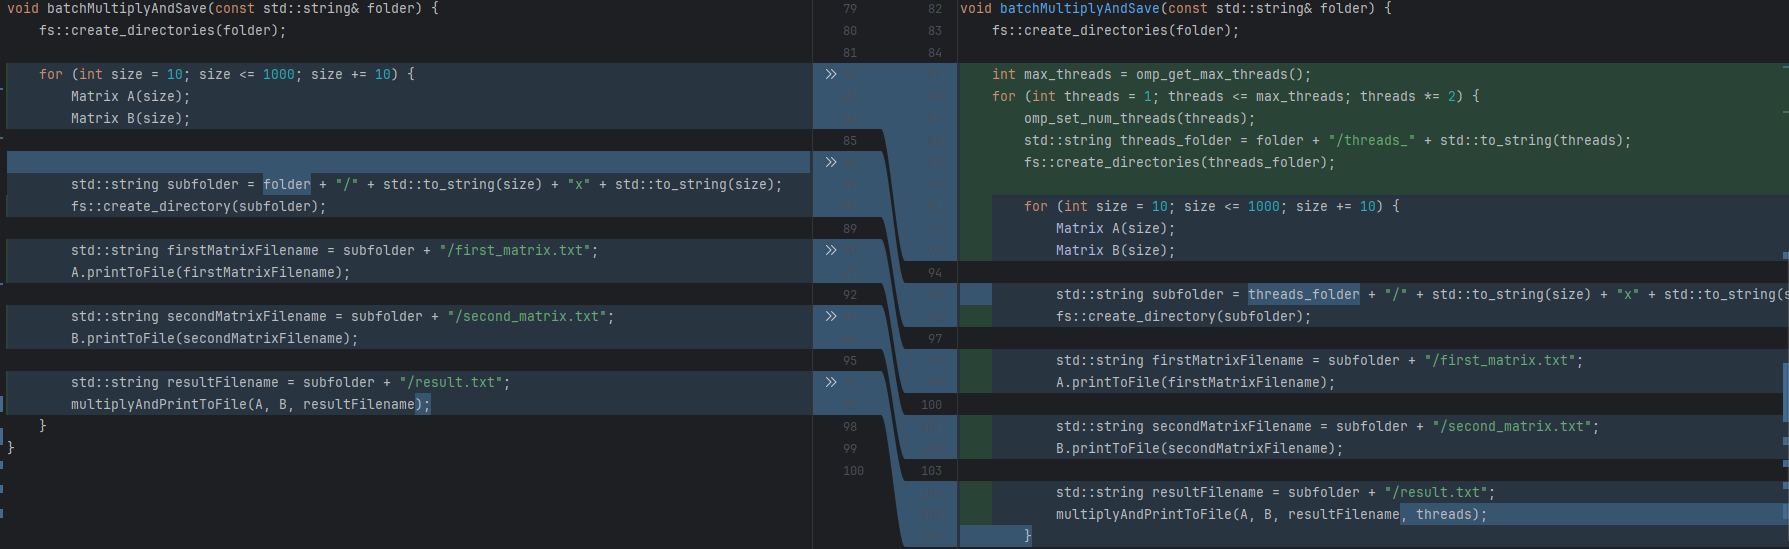 void batchMultiplyAndSave(const std::string& folder) {
    fs::create_directories(folder);
    for (int size = 10; size <= 1000; size += 10) {
        Matrix A(size);
        Matrix B(size);
        std::string subfolder = folder + "/" + std::to_string(size) + "x" + std::to_string(size);
        fs::create_directory(subfolder);
        std::string firstMatrixFilename = subfolder + "/first_matrix.txt";
        A.printToFile(firstMatrixFilename);
        std::string secondMatrixFilename = subfolder + "/second_matrix.txt";
        B.printToFile(secondMatrixFilename);
        std::string resultFilename = subfolder + "/result.txt";
        multiplyAndPrintToFile(A, B, resultFilename);
    }
}
79
80
81
85
89
92
95
98
99
100
82
83
84
94
97
100
103
void batchMultiplyAndSave(const std::string& folder) {
    fs::create_directories(folder);
    int max_threads = omp_get_max_threads();
    for (int threads = 1; threads <= max_threads; threads *= 2) {
        omp_set_num_threads(threads);
        std::string threads_folder = folder + "/threads_" + std::to_string(threads);
        fs::create_directories(threads_folder);
        for (int size = 10; size <= 1000; size += 10) {
            Matrix A(size);
            Matrix B(size);
            std::string subfolder = threads_folder + "/" + std::to_string(size) + "x" + std::to_string(s
            fs::create_directory(subfolder);
            std::string firstMatrixFilename = subfolder + "/first_matrix.txt";
            A.printToFile(firstMatrixFilename);
            std::string secondMatrixFilename = subfolder + "/second_matrix.txt";
            B.printToFile(secondMatrixFilename);
            std::string resultFilename = subfolder + "/result.txt";
            multiplyAndPrintToFile(A, B, resultFilename, threads);
        }